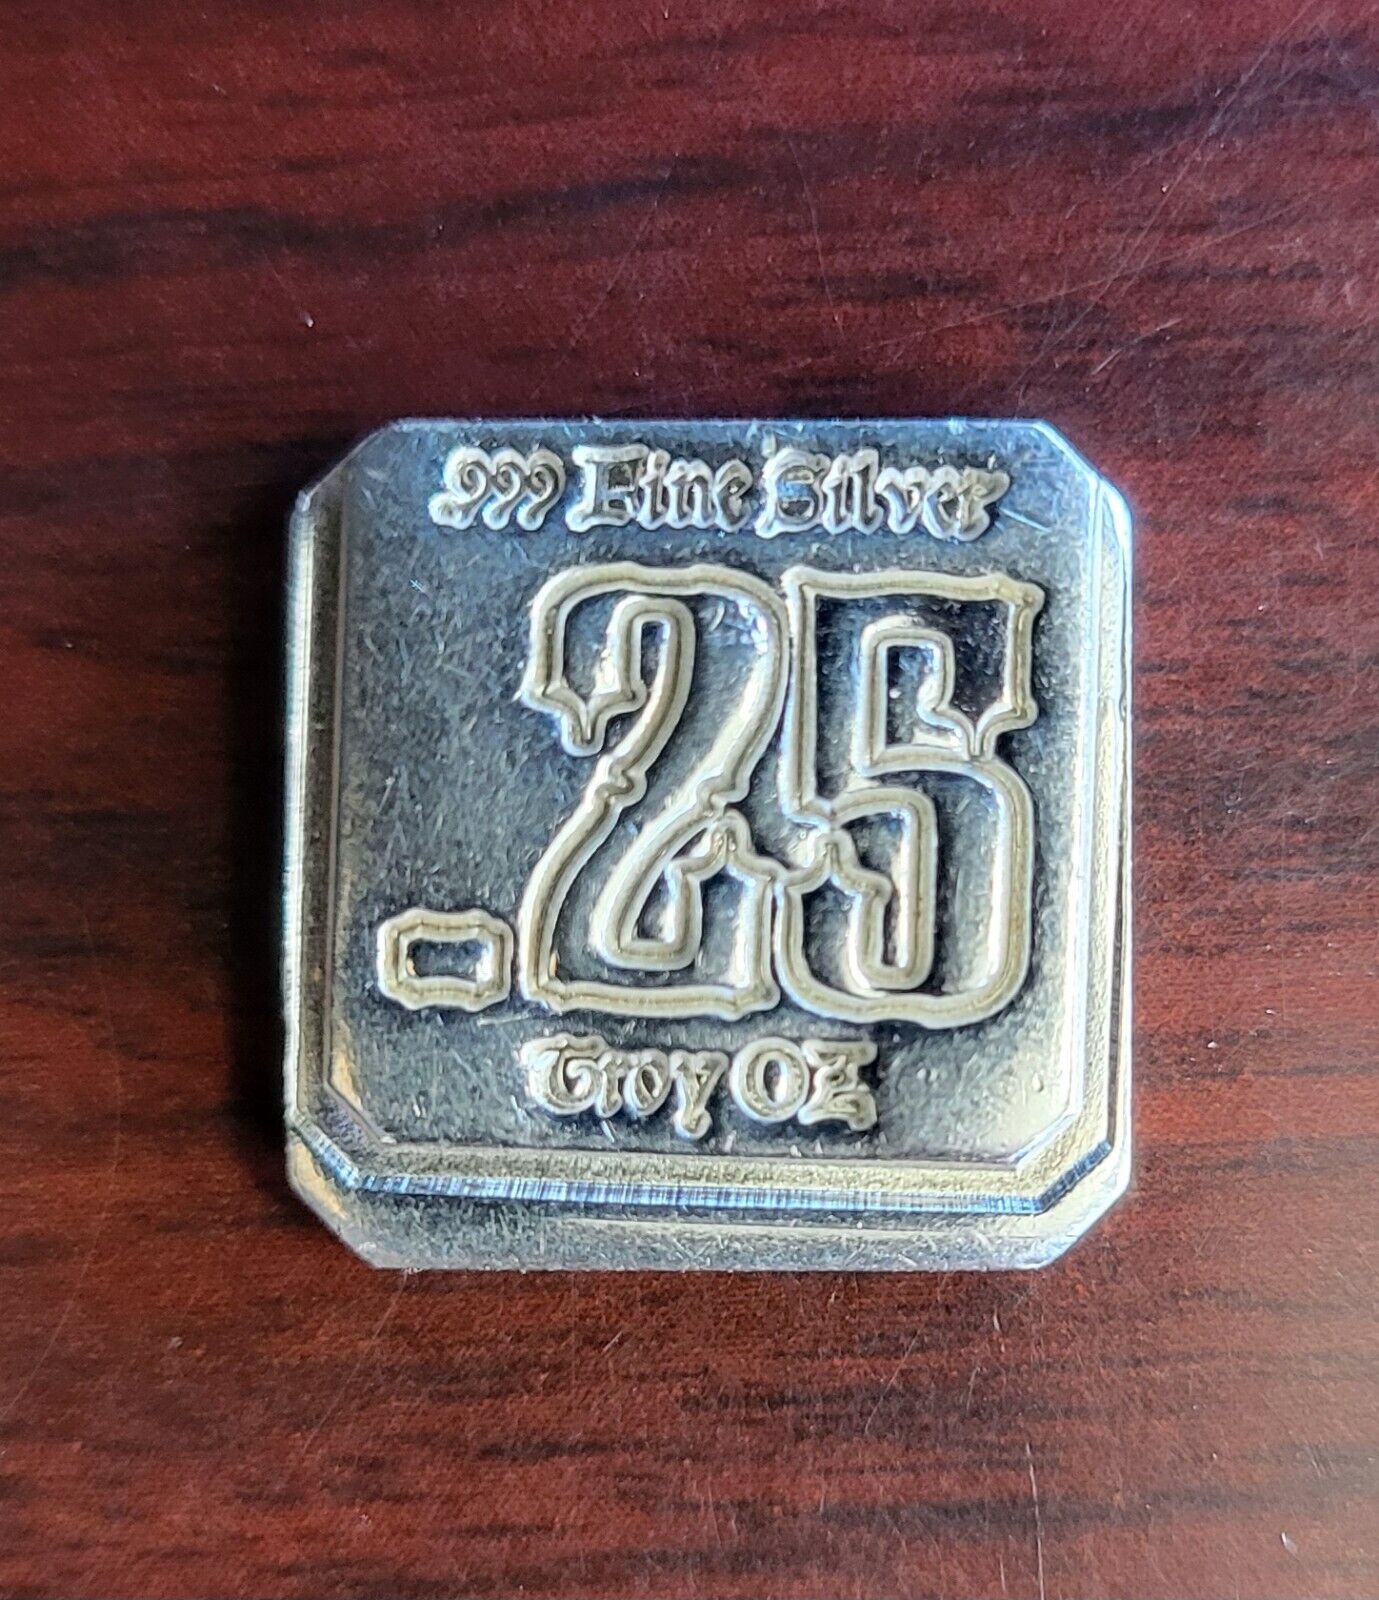 .999 Fine Silver
.25
Troy OZ